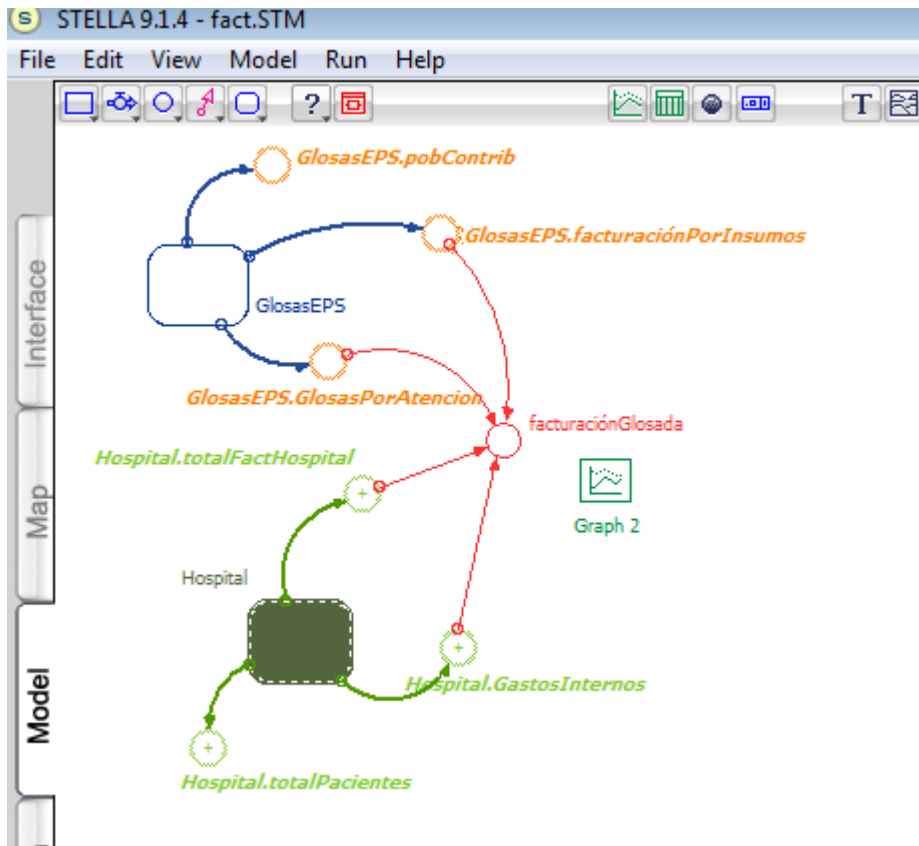 STELLA 9.1.4 - fact.STM
File Edit View Model Run Help
? T
GlosasEPS.pobContrib
GlosasEPS.facturaciónPorInsumos
Interface
GlosasEPS
GlosasEPS.GlosasPorAtencion
facturaciónGlosada
Hospital.totalFactHospital
Map
Graph 2
Hospital
Model
Hospital.GastosInternos
Hospital.totalPacientes